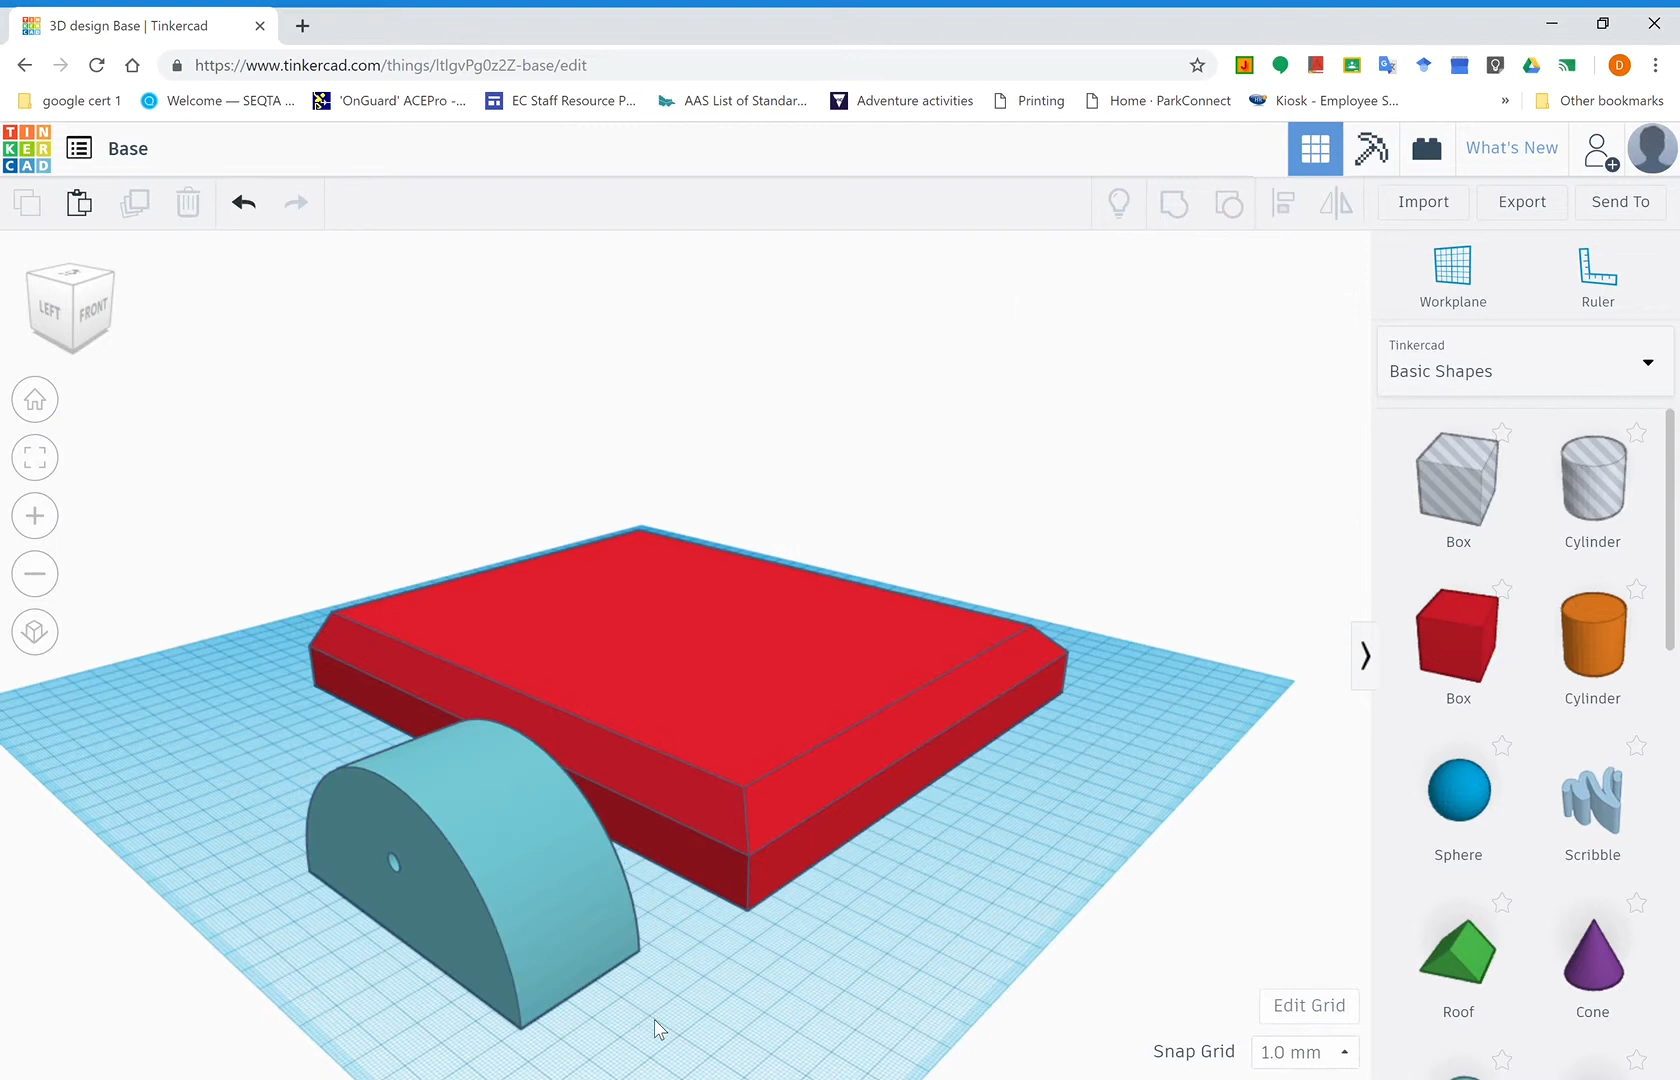 3D design Base | Tinkercad
https://www.tinkercad.com/things/ltlgvPg0z2Z-base/edit
D
google cert 1
Welcome — SEQTA ...
'OnGuard' ACEPro -...
EC Staff Resource P...
AAS List of Standar...
Adventure activities
Printing
Home · ParkConnect
Kiosk - Employee S...
»
Other bookmarks
TIN
KER
CAD
Base
What's New
Import
Export
Send To
TOP
LEFT
FRONT
Workplane
Ruler
Tinkercad
Basic Shapes
Box
Cylinder
Box
Cylinder
Sphere
Scribble
Roof
Cone
Edit Grid
Snap Grid
1.0 mm